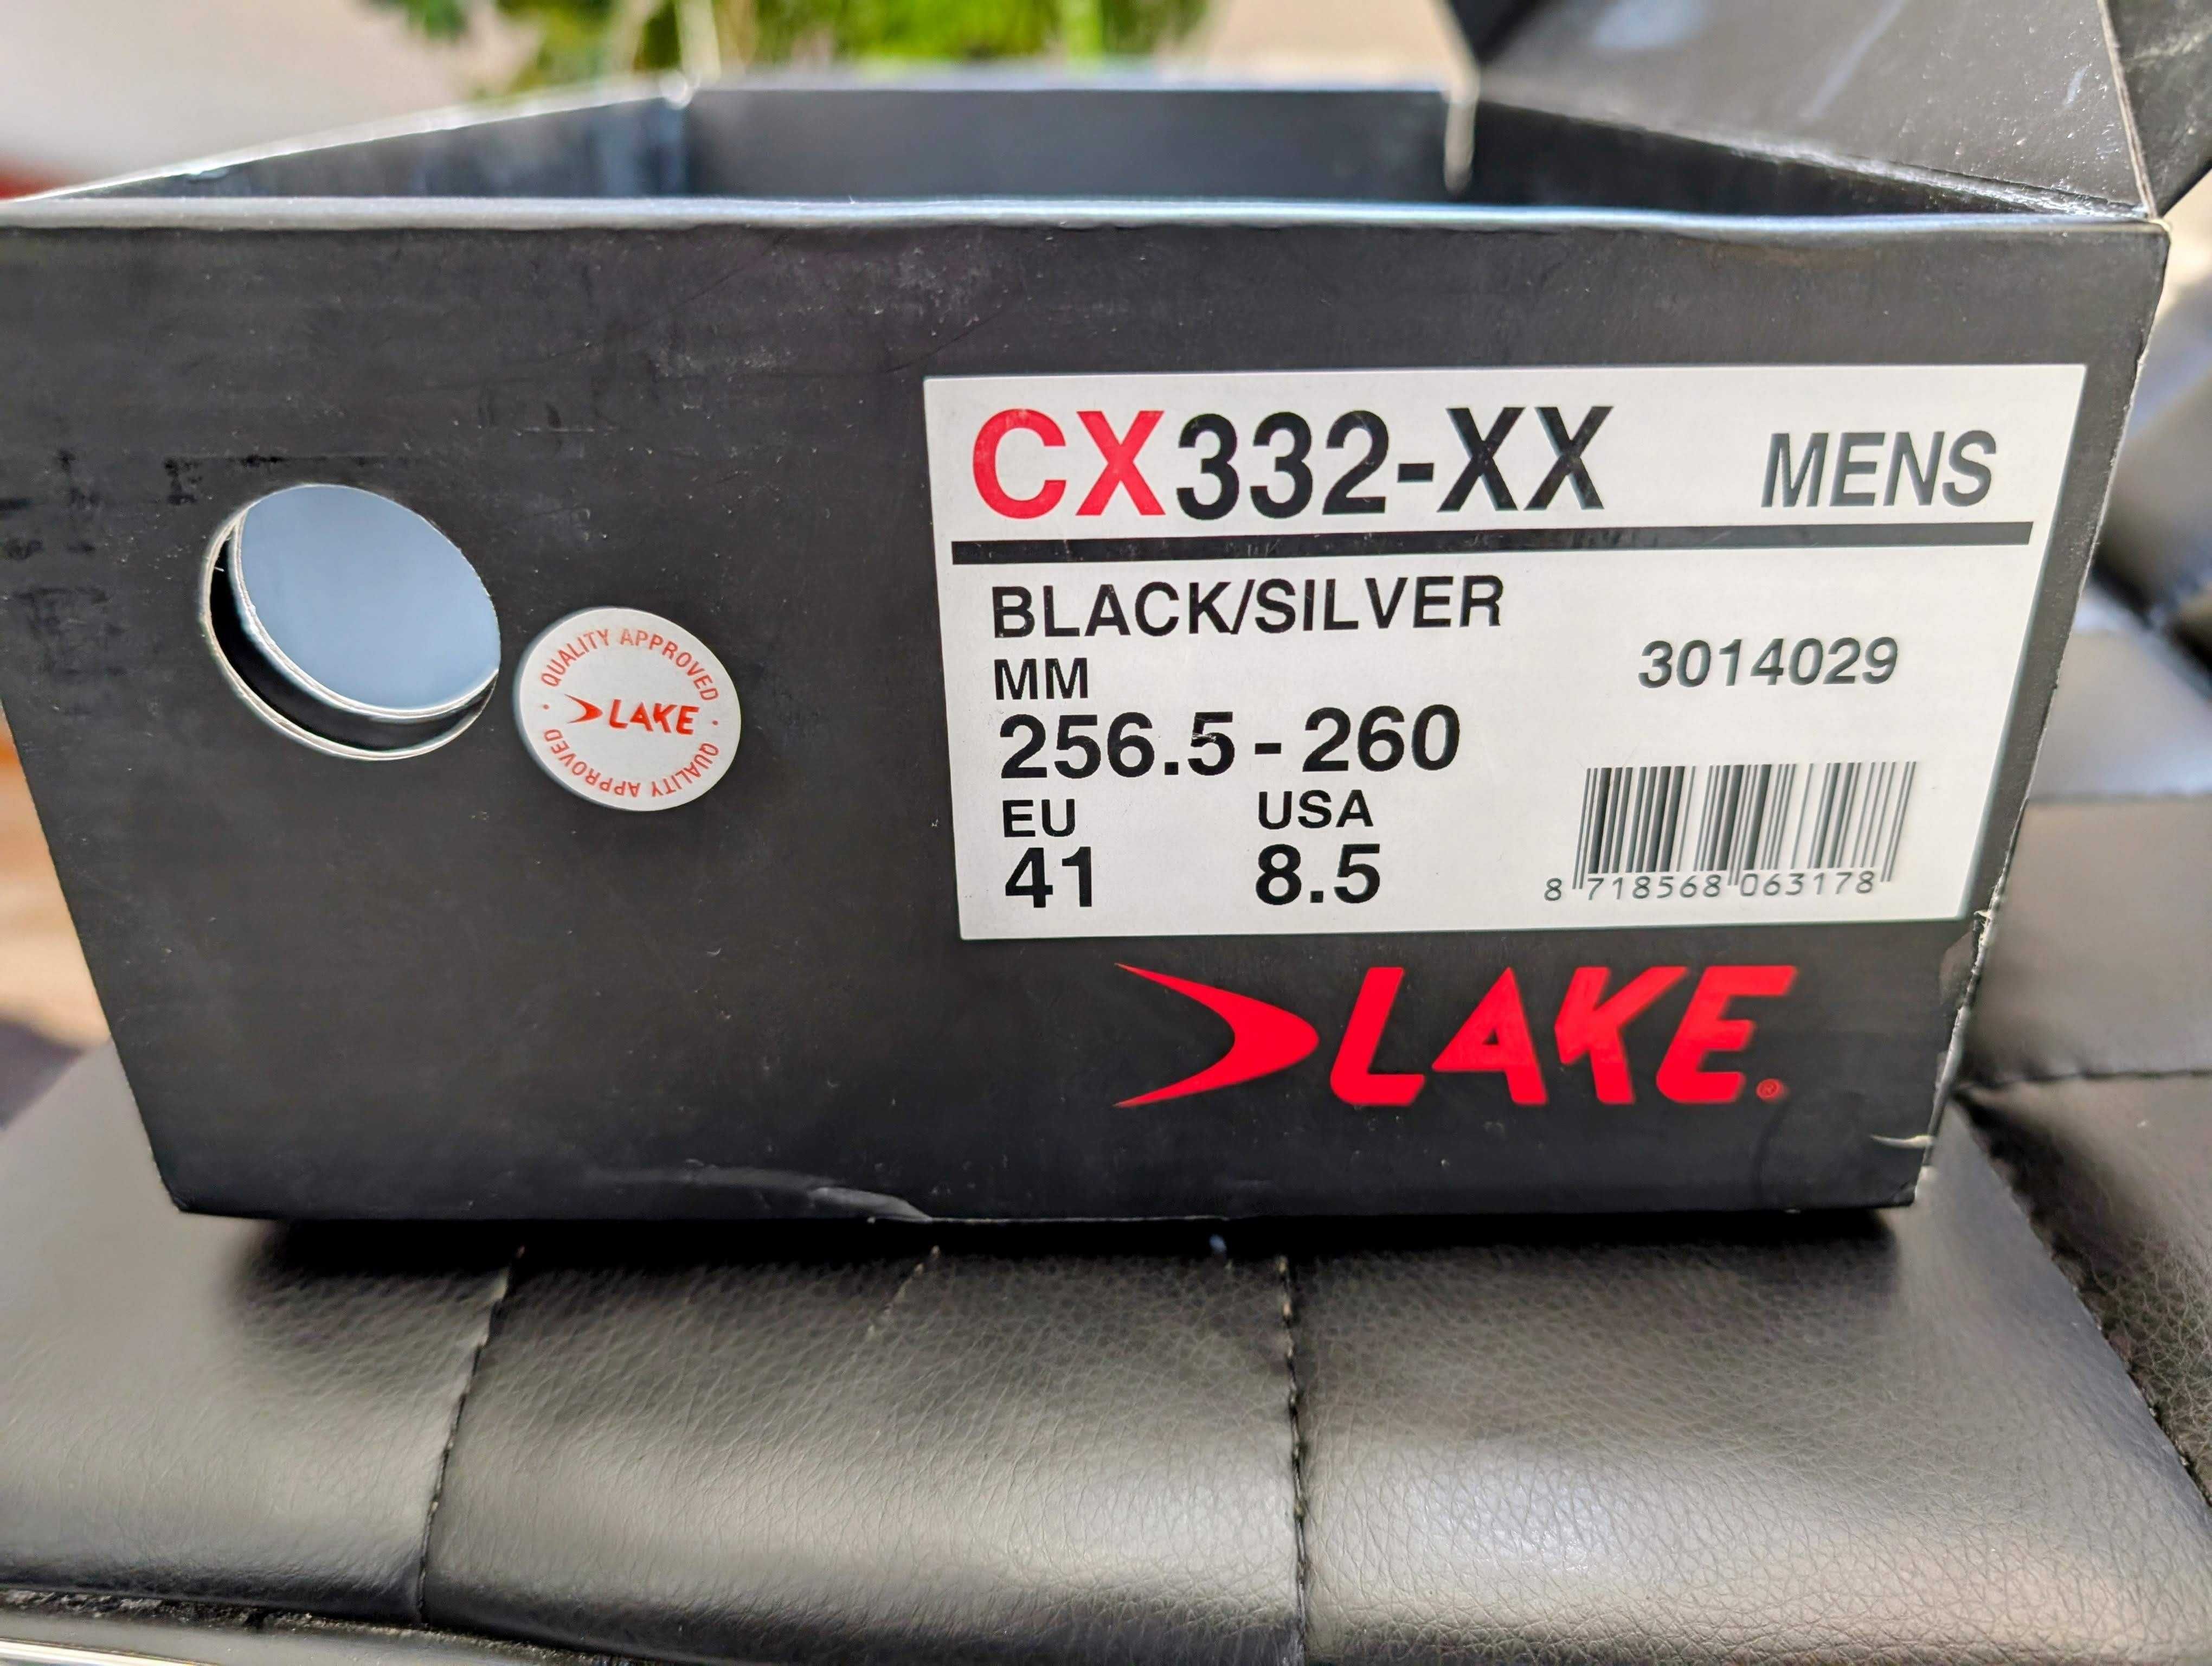 CX332-XX MENS
BLACK/SILVER
3014029
MM
256.5 - 260
EU USA
41 8.5
8 718568 063178
QUALITY APPROVED
LAKE
QUALITY APPROVED
LAKE®